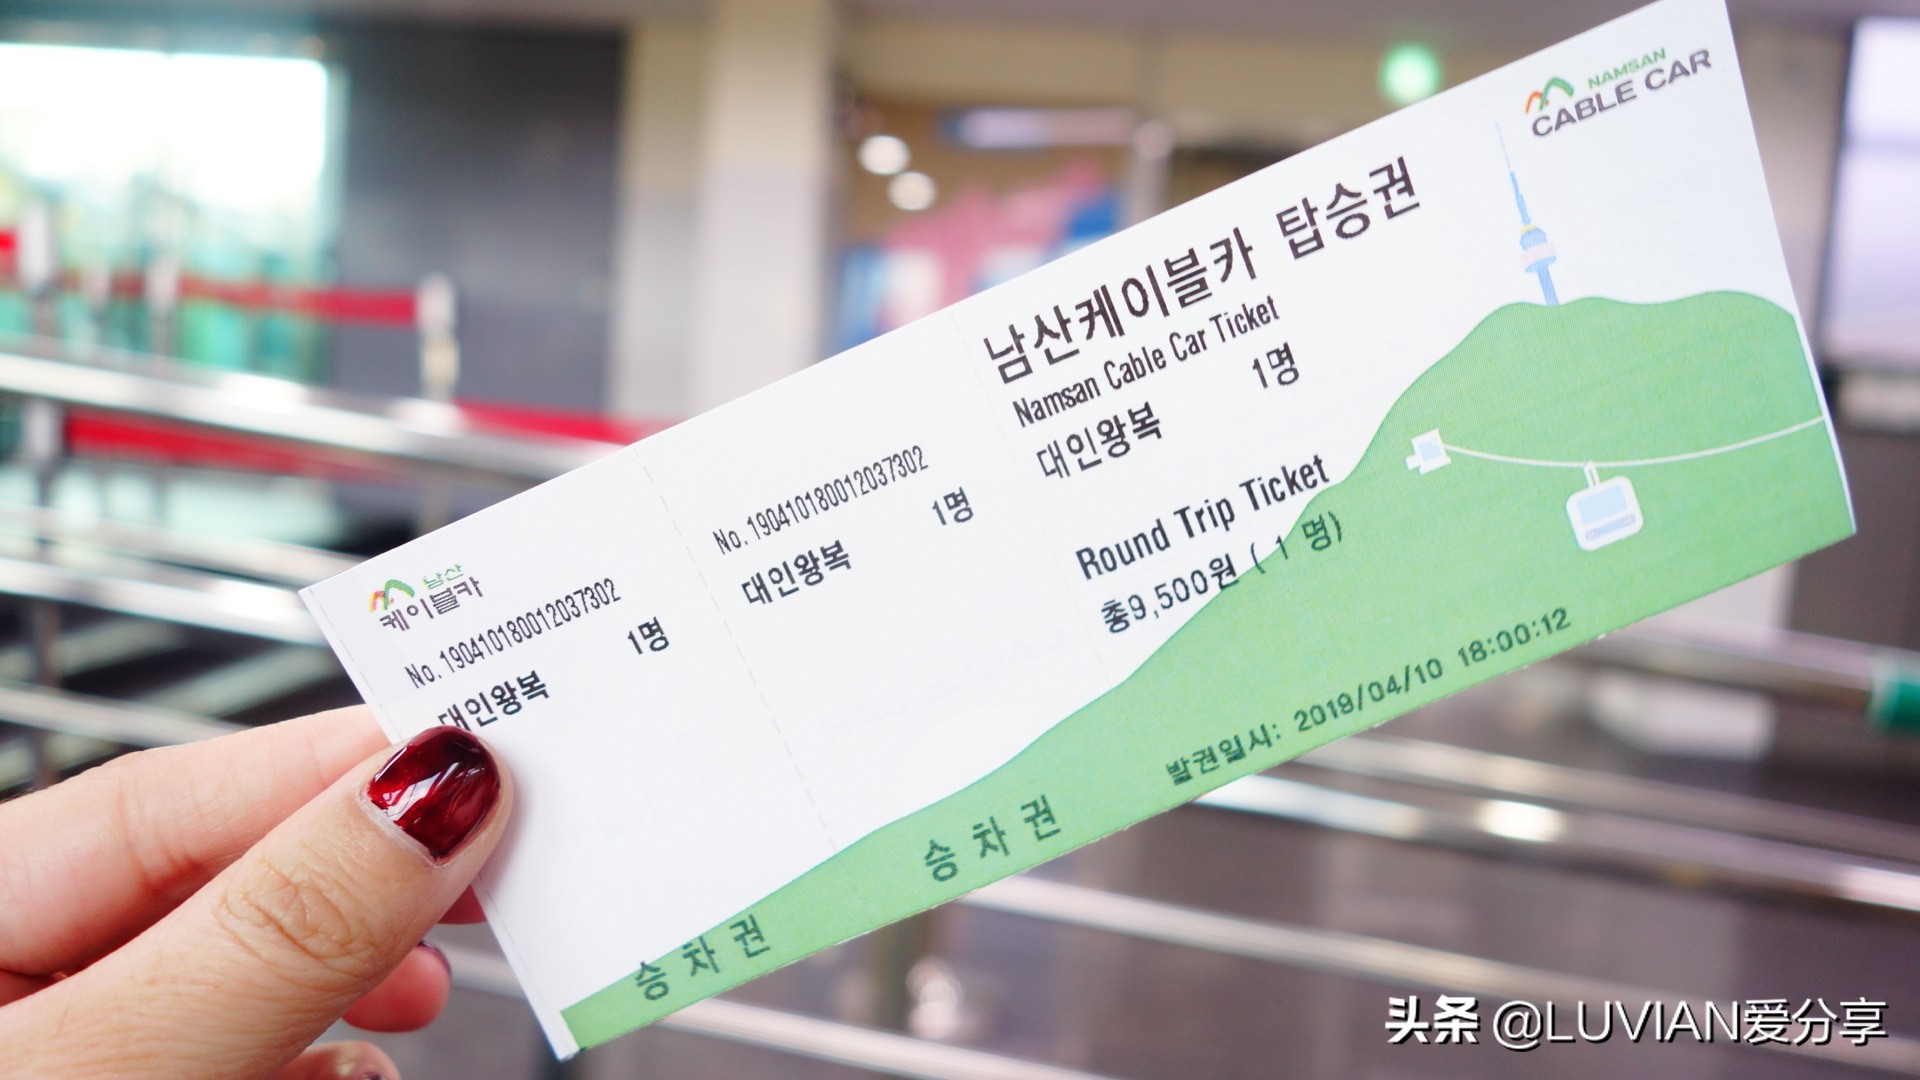 남산
케이블카
No. 190410180012037302
대인왕복 1명
승차권
No. 190410180012037302
대인왕복 1명
승차권
NAMSAN
CABLE CAR
남산케이블카 탑승권
Namsan Cable Car Ticket
대인왕복 1명
Round Trip Ticket
총9,500원 ( 1 명)
발권일시: 2019/04/10 18:00:12
头条 @LUVIAN爱分享